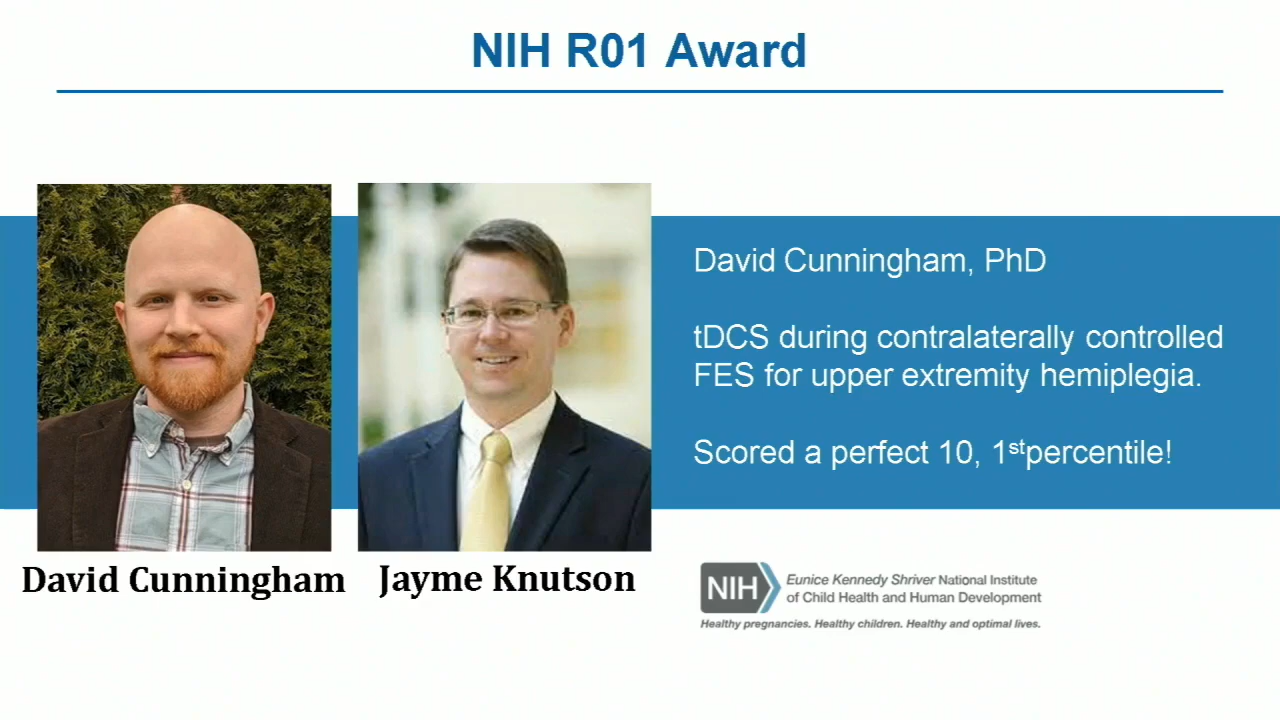 NIH R01 Award
David Cunningham, PhD
tDCS during contralaterally controlled
FES for upper extremity hemiplegia.
Scored a perfect 10, 1stpercentile!
David Cunningham
Jayme Knutson
NIH
Eunice Kennedy Shriver National Institute
of Child Health and Human Development
Healthy pregnancies. Healthy children. Healthy and optimal lives.